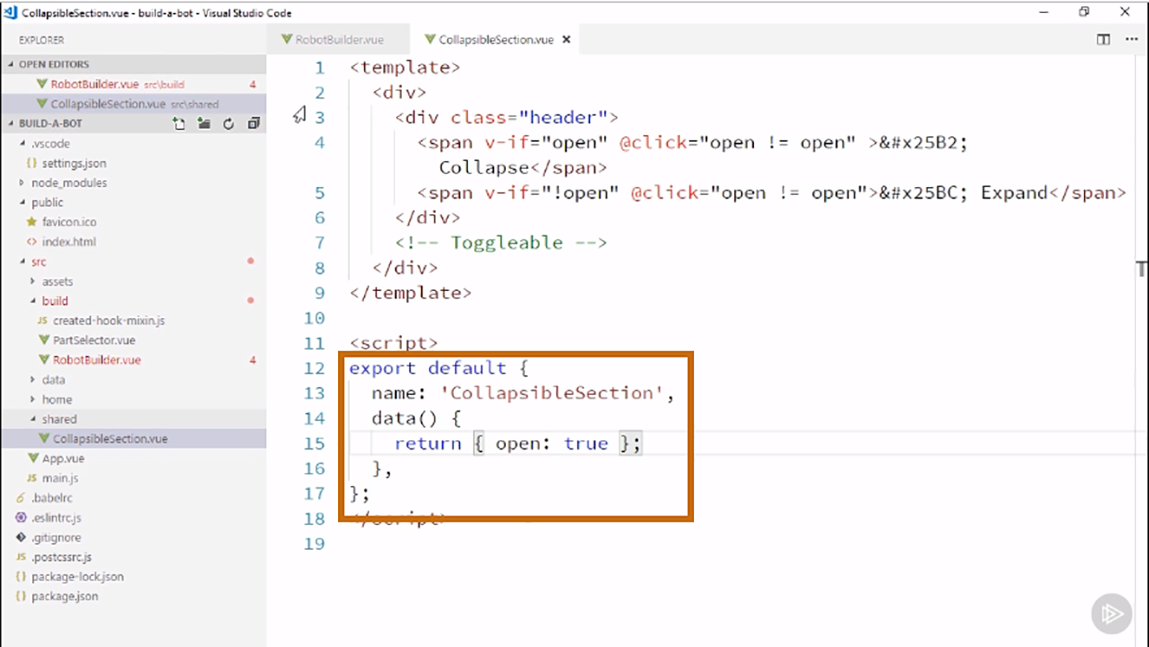 CollapsibleSection.vue - build-a-bot - Visual Studio Code
EXPLORER
RobotBuilder.vue
CollapsibleSection.vue
OPEN EDITORS
RobotBuilder.vue src\build 4
CollapsibleSection.vue src\shared
BUILD-A-BOT
.vscode
{} settings.json
node_modules
public
favicon.ico
<> index.html
src
assets
build
JS created-hook-mixin.js
PartSelector.vue
RobotBuilder.vue 4
data
home
shared
CollapsibleSection.vue
App.vue
JS main.js
.babelrc
.eslintrc.js
.gitignore
JS .postcssrc.js
{} package-lock.json
{} package.json
1 <template>
2 <div>
3 <div class="header">
4 <span v-if="open" @click="open != open" >&#x25B2;
Collapse</span>
5 <span v-if="!open" @click="open != open">&#x25BC; Expand</span>
6 </div>
7 <!-- Toggleable -->
8 </div>
9 </template>
10
11 <script>
12 export default {
13 name: 'CollapsibleSection',
14 data() {
15 return { open: true };
16 },
17 };
18 </script>
19